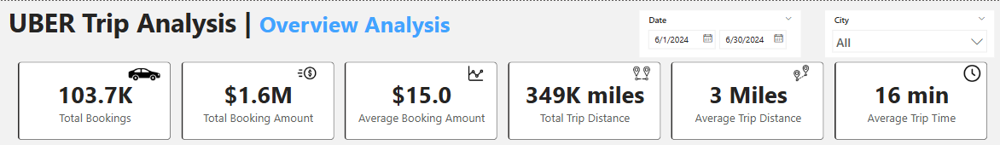 UBER Trip Analysis | Overview Analysis
Date
6/1/2024 6/30/2024
City
All
103.7K
Total Bookings
$1.6M
Total Booking Amount
$15.0
Average Booking Amount
349K miles
Total Trip Distance
3 Miles
Average Trip Distance
16 min
Average Trip Time